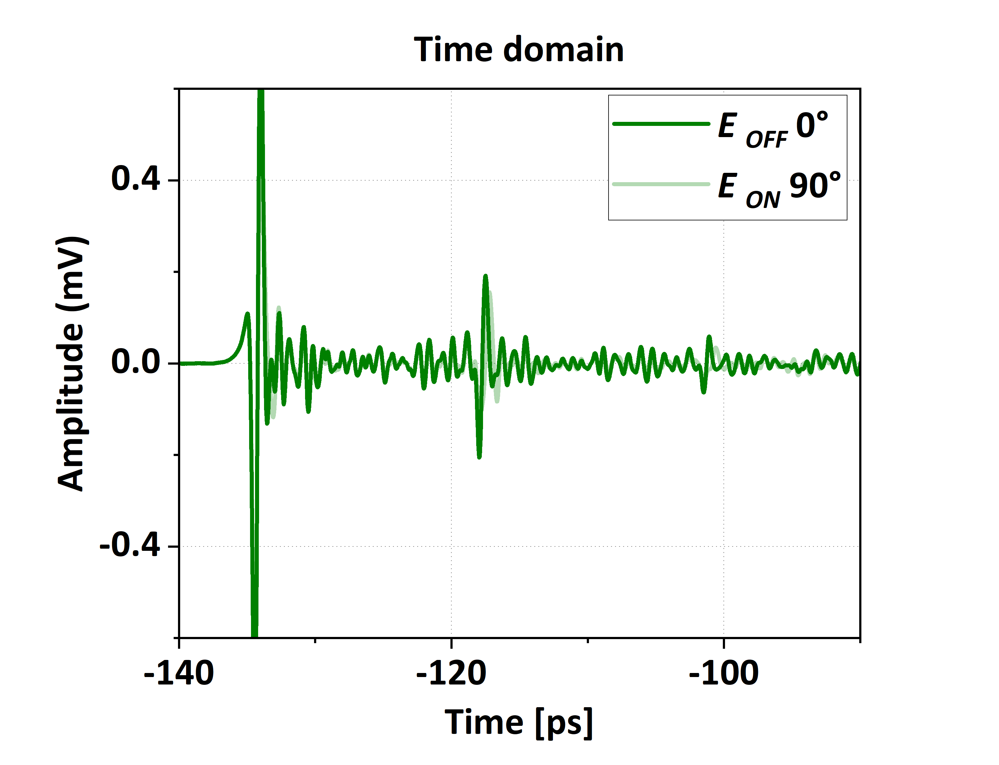 Time domain
E OFF 0°
E ON 90°
0.4
0.0
-0.4
Amplitude (mV)
-140 -120 -100
Time [ps]